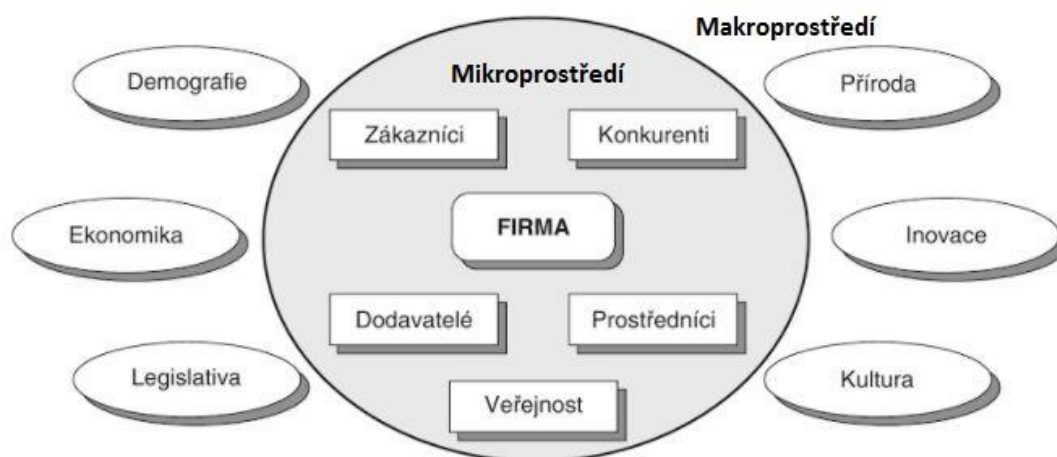 Makroprostředí
Mikroprostředí
Demografie
Příroda
Zákazníci
Konkurenti
Ekonomika
FIRMA
Inovace
Dodavatelé
Prostředníci
Legislativa
Kultura
Veřejnost